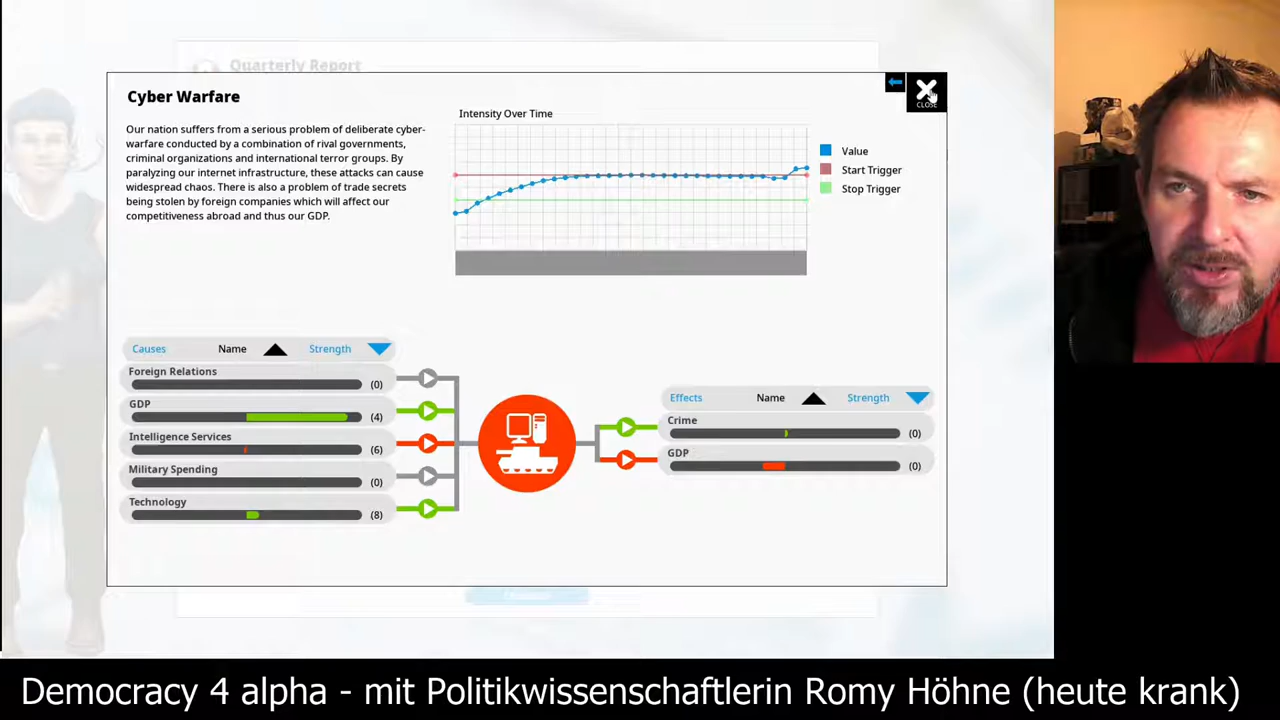 Quarterly Report
Cyber Warfare
CLOSE
Our nation suffers from a serious problem of deliberate cyber-
warfare conducted by a combination of rival governments,
criminal organizations and international terror groups. By
paralyzing our internet infrastructure, these attacks can cause
widespread chaos. There is also a problem of trade secrets
being stolen by foreign companies which will affect our
competitiveness abroad and thus our GDP.
Intensity Over Time
Value
Start Trigger
Stop Trigger
Causes Name Strength
Foreign Relations
(0)
GDP
(4)
Intelligence Services
(6)
Military Spending
(0)
Technology
(8)
Effects Name Strength
Crime
(0)
GDP
(0)
Democracy 4 alpha - mit Politikwissenschaftlerin Romy Höhne (heute krank)